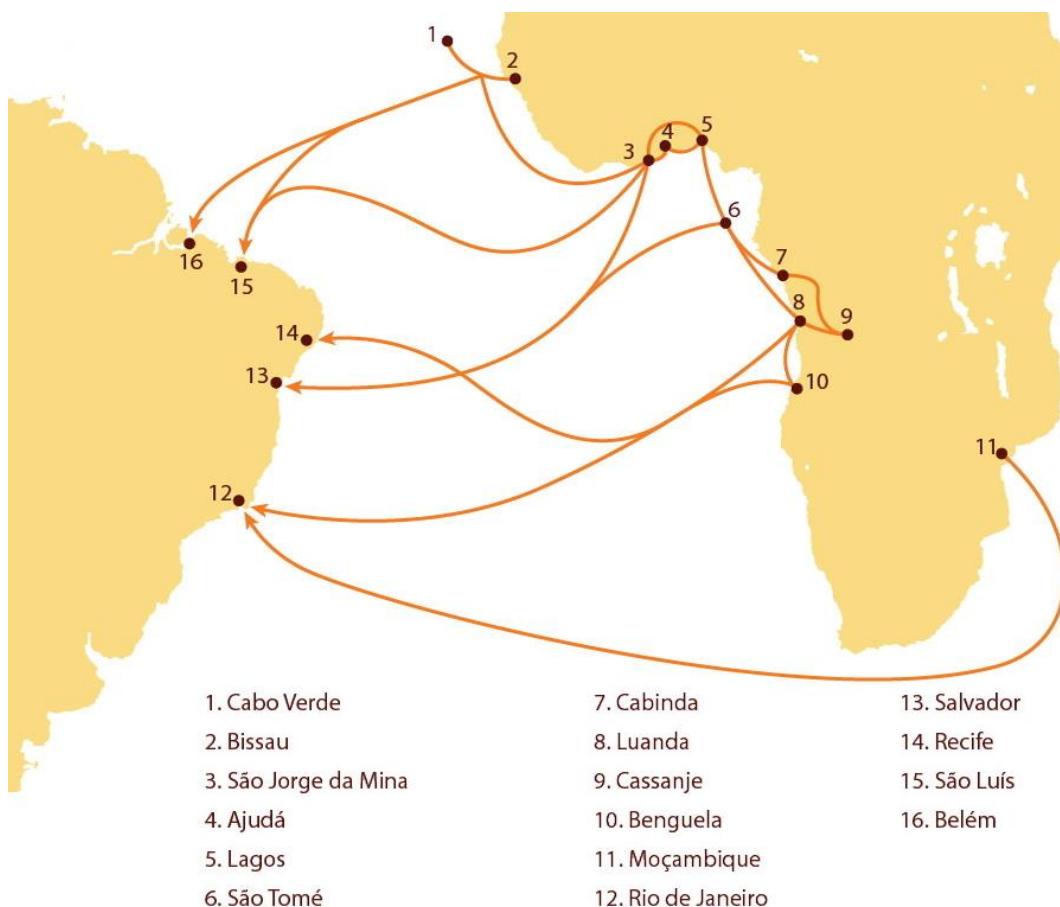 1
2
3
4
5
6
7
8
9
10
11
12
13
14
15
16
1. Cabo Verde
2. Bissau
3. São Jorge da Mina
4. Ajudá
5. Lagos
6. São Tomé
7. Cabinda
8. Luanda
9. Cassanje
10. Benguela
11. Moçambique
12. Rio de Janeiro
13. Salvador
14. Recife
15. São Luís
16. Belém